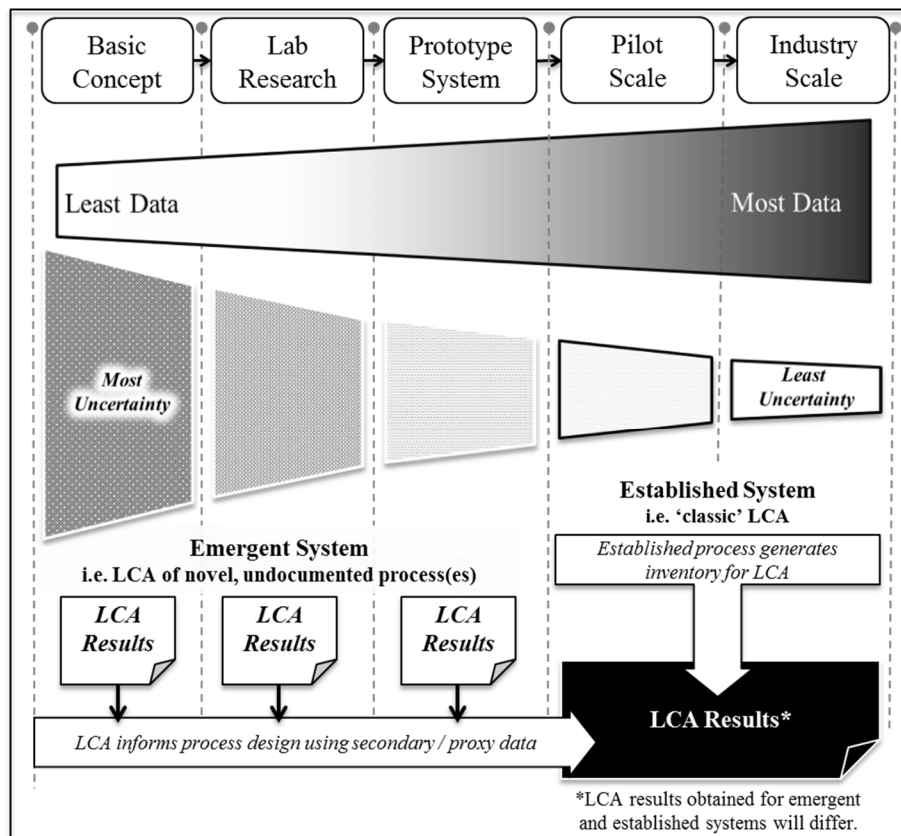 Basic
Concept
Lab
Research
Prototype
System
Pilot
Scale
Industry
Scale
Least Data
Most Data
Most
Uncertainty
Least
Uncertainty
Established System
i.e. ‘classic’ LCA
Established process generates
inventory for LCA
Emergent System
i.e. LCA of novel, undocumented process(es)
LCA
Results
LCA
Results
LCA
Results
LCA informs process design using secondary / proxy data
LCA Results*
*LCA results obtained for emergent
and established systems will differ.